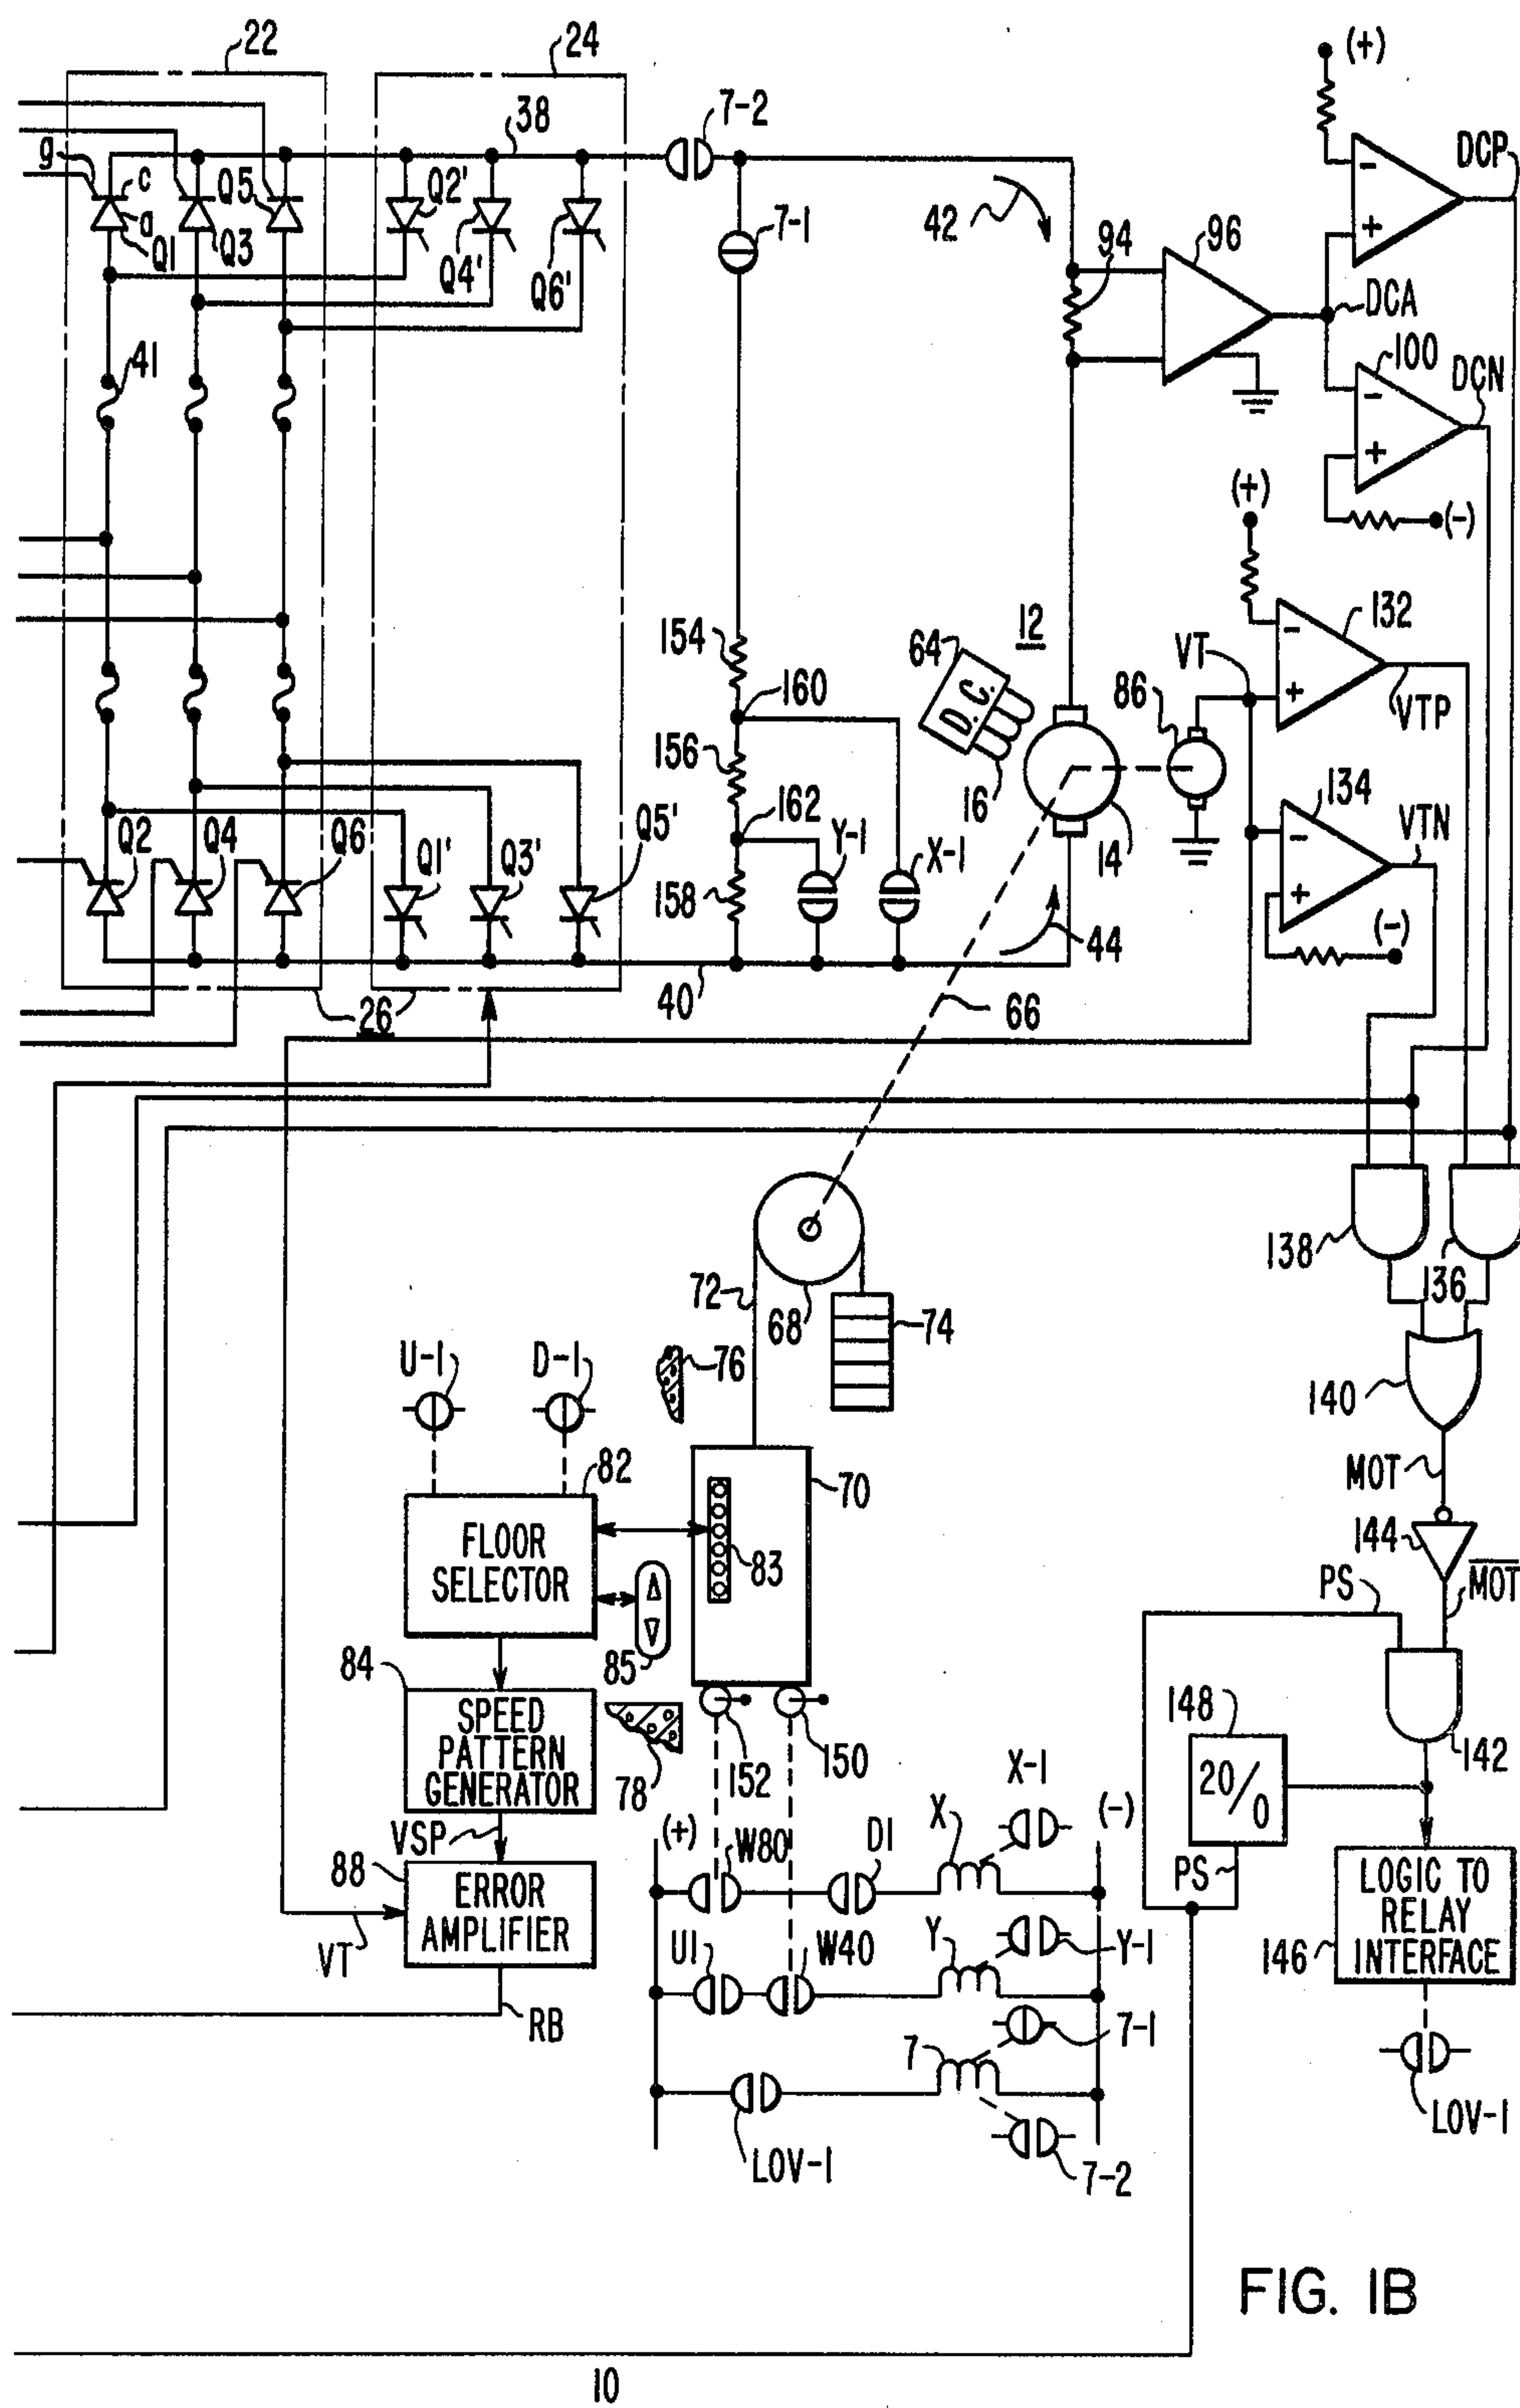 22
24
(+)
38
7-2
DCP
g
c
a
Q1
Q3
Q5
Q2'
Q4'
Q6'
7-1
42
94
96
-
+
DCA
100
DCN
-
+
(-)
41
(+)
154
160
156
162
158
Y-1
X-1
64
D.C.
12
16
14
86
VT
132
-
+
VTP
134
-
+
VTN
(-)
Q2
Q4
Q6
Q1'
Q3'
Q5'
44
26
40
66
138
136
72
68
74
76
140
U-1
D-1
82
70
MOT
FLOOR
SELECTOR
83
144
PS
MOT
84
85
SPEED
PATTERN
GENERATOR
78
152
150
148
142
20/0
VSP
(+)
W80
D1
X
X-1
(-)
PS
88
ERROR
AMPLIFIER
LOGIC TO
RELAY
INTERFACE
146
VT
U1
W40
Y
Y-1
RB
7
7-1
LOV-1
7-2
LOV-1
FIG. 1B
10